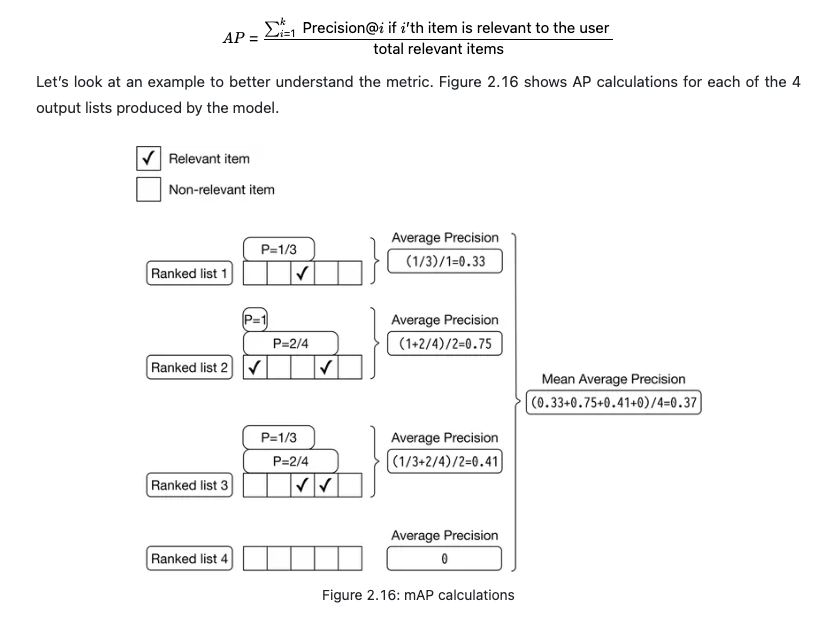 AP = \frac{\sum_{i=1}^{k} Precision@i if i'th item is relevant to the user}{total relevant items}
Let's look at an example to better understand the metric. Figure 2.16 shows AP calculations for each of the 4
output lists produced by the model.
✓ Relevant item
Non-relevant item
P=1/3
Ranked list 1
✓
Average Precision
(1/3)/1=0.33
P=1
P=2/4
Ranked list 2
✓ ✓
Average Precision
(1+2/4)/2=0.75
Mean Average Precision
(0.33+0.75+0.41+0)/4=0.37
P=1/3
P=2/4
Ranked list 3
✓ ✓
Average Precision
(1/3+2/4)/2=0.41
Ranked list 4
Average Precision
0
Figure 2.16: mAP calculations